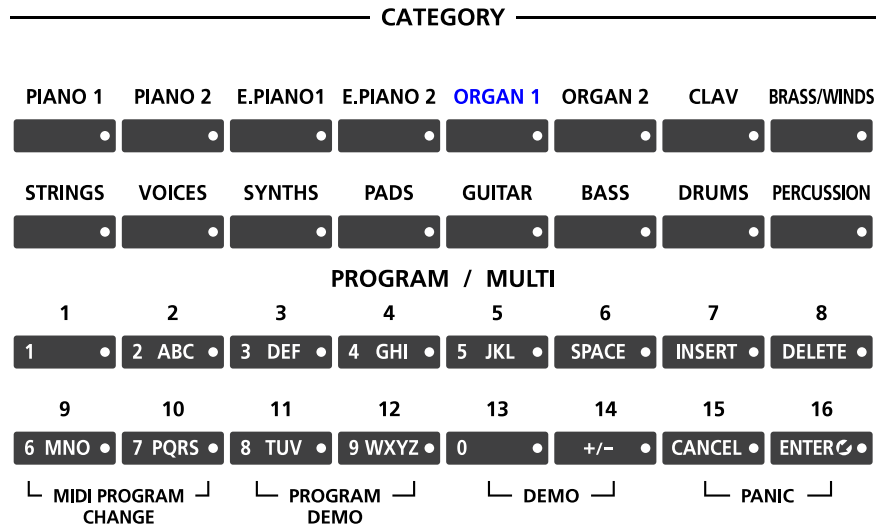 CATEGORY
PIANO 1 PIANO 2 E.PIANO1 E.PIANO 2 ORGAN 1 ORGAN 2 CLAV BRASS/WINDS
STRINGS VOICES SYNTHS PADS GUITAR BASS DRUMS PERCUSSION
PROGRAM / MULTI
1 2 3 4 5 6 7 8
1 2 ABC 3 DEF 4 GHI 5 JKL SPACE INSERT DELETE
9 10 11 12 13 14 15 16
6 MNO 7 PQRS 8 TUV 9 WXYZ 0 +/– CANCEL ENTER
MIDI PROGRAM PROGRAM DEMO PANIC
CHANGE DEMO